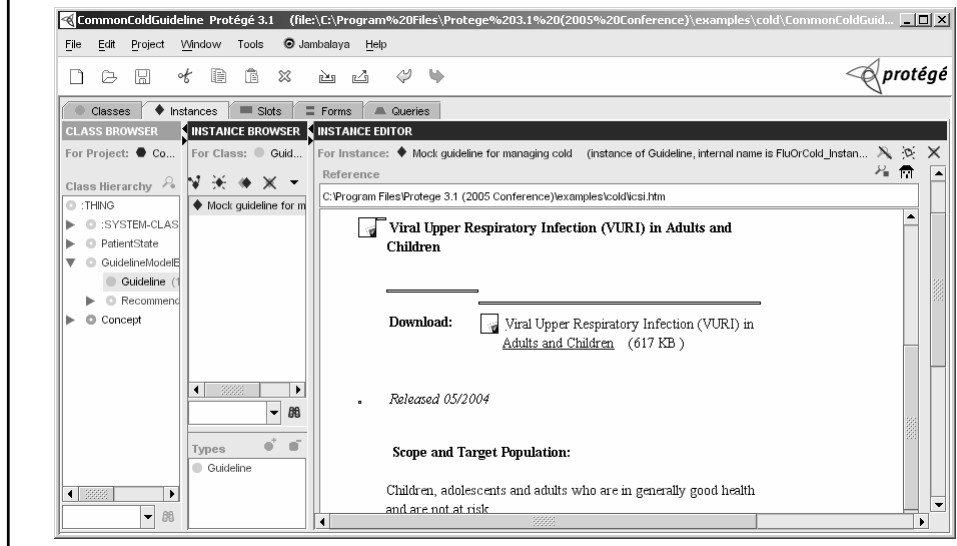 CommonColdGuideline Protégé 3.1 (file:\C:\Program%20Files\Protege%203.1%20(2005%20Conference)\examples\cold\CommonColdGuid...
File Edit Project Window Tools Jambalaya Help
protégé
Classes Instances Slots Forms Queries
CLASS BROWSER
For Project: Co...
Class Hierarchy
:THING
:SYSTEM-CLAS
PatientState
GuidelineModelE
Guideline (1
Recommend
Concept
INSTANCE BROWSER
For Class: Guid...
Mock guideline for m
Types
Guideline
INSTANCE EDITOR
For Instance: Mock guideline for managing cold (instance of Guideline, internal name is FluOrCold_Instan...
Reference
C:\Program Files\Protege 3.1 (2005 Conference)\examples\cold\icsi.htm
Viral Upper Respiratory Infection (VURI) in Adults and
Children
Download: Viral Upper Respiratory Infection (VURI) in
Adults and Children (617 KB )
Released 05/2004
Scope and Target Population:
Children, adolescents and adults who are in generally good health
and are not at risk